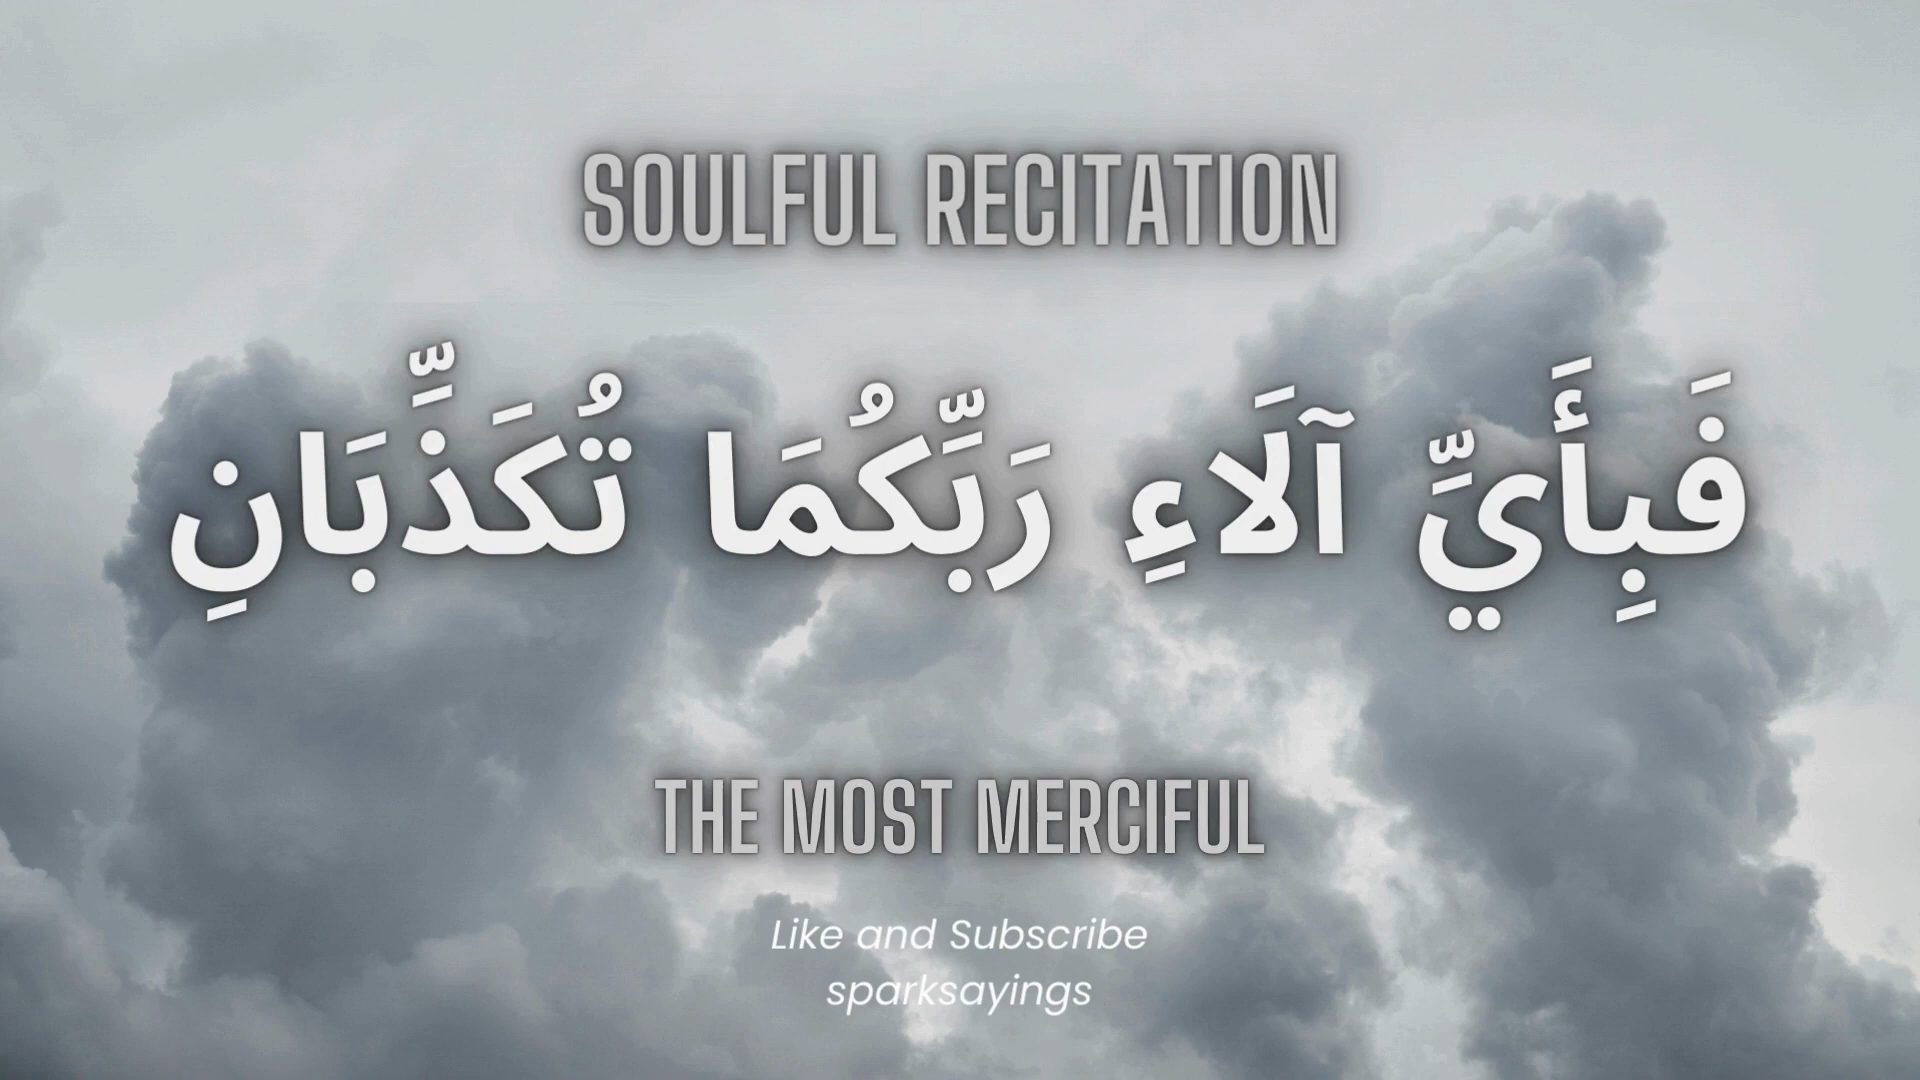 SOULFUL RECITATION
فَبِأَيِّ آلَاءِ رَبِّكُمَا تُكَذِّبَانِ
THE MOST MERCIFUL
Like and Subscribe
sparksayings